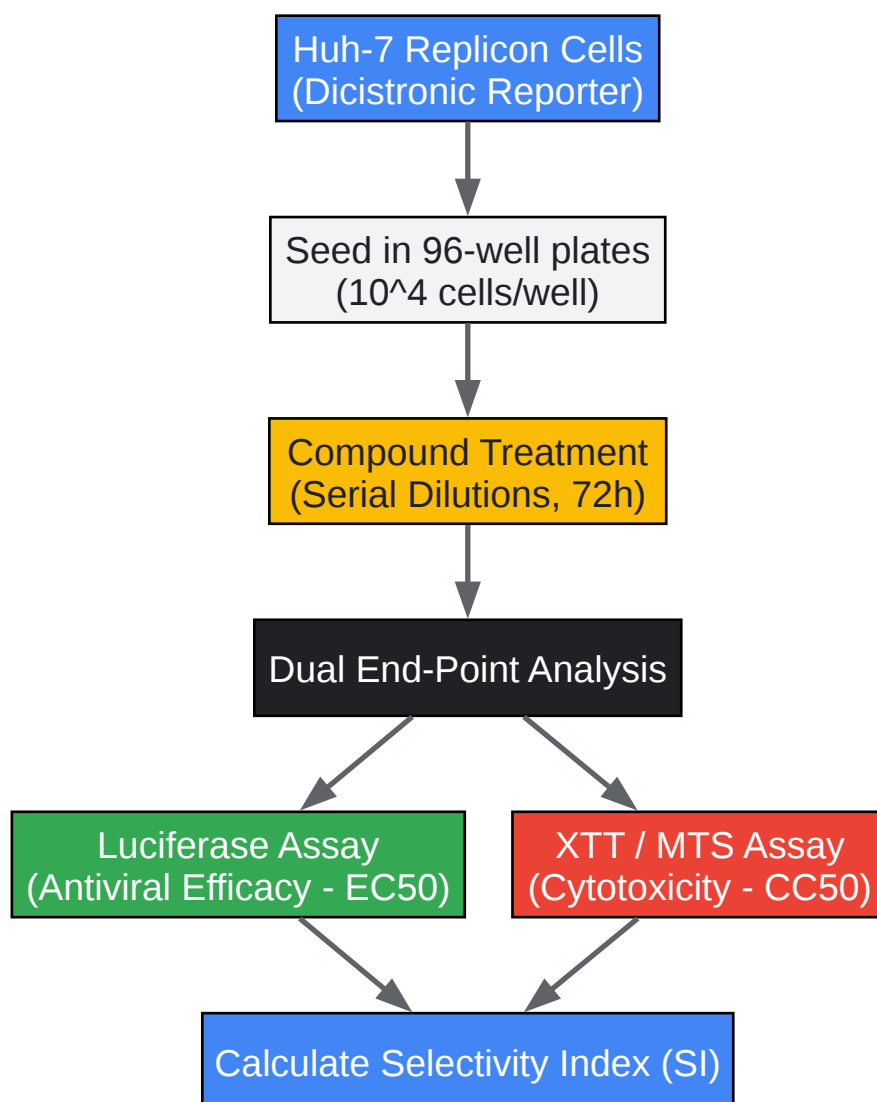 Huh-7 Replicon Cells
(Dicistronic Reporter)
Seed in 96-well plates
(10^4 cells/well)
Compound Treatment
(Serial Dilutions, 72h)
Dual End-Point Analysis
Luciferase Assay
(Antiviral Efficacy - EC50)
XTT / MTS Assay
(Cytotoxicity - CC50)
Calculate Selectivity Index (SI)